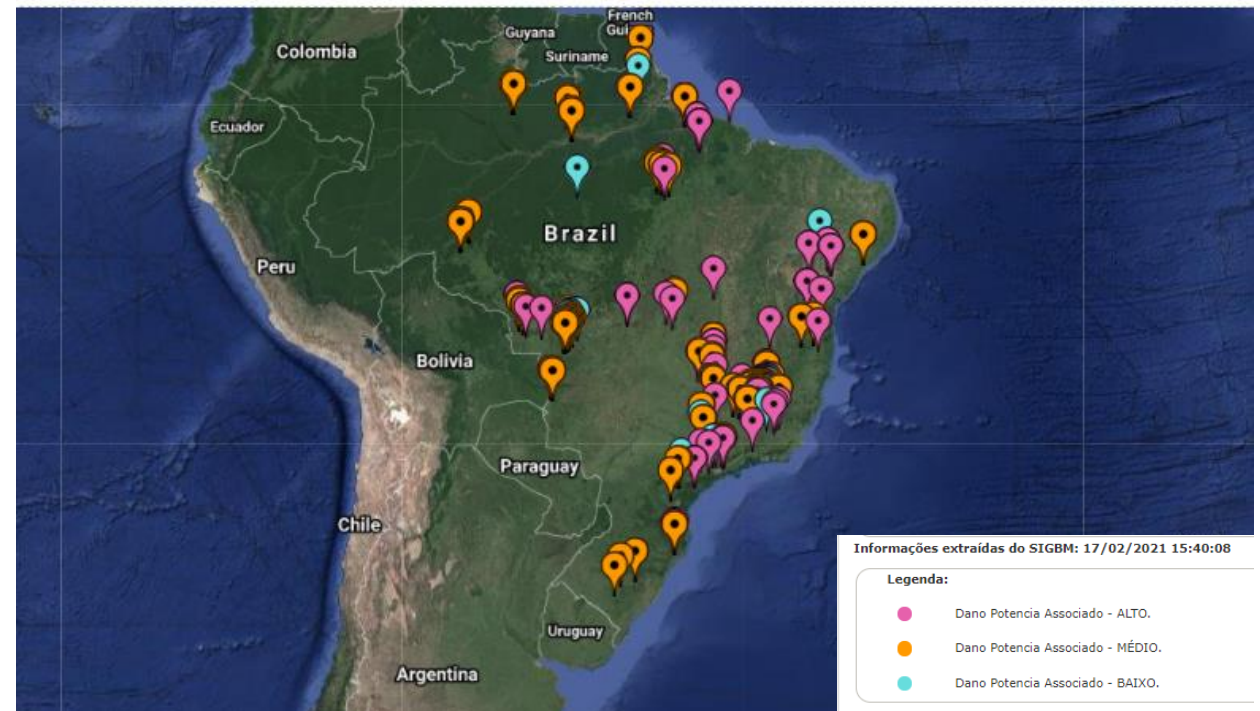 French
Guyana
Gui
Suriname
Colombia
Ecuador
Brazil
Peru
Bolivia
Paraguay
Chile
Uruguay
Argentina
Informações extraídas do SIGBM: 17/02/2021 15:40:08
Legenda:
Dano Potencia Associado - ALTO.
Dano Potencia Associado - MÉDIO.
Dano Potencia Associado - BAIXO.